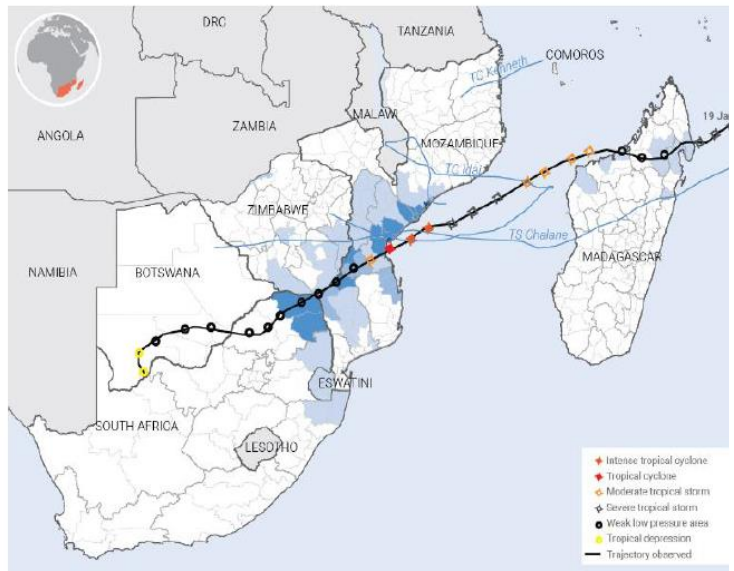 DRC
TANZANIA
COMOROS
TC Kenneth
19 Ja
ANGOLA
MALAWI
ZAMBIA
MOZAMBIQUE
TC Idai
ZIMBABWE
TS Chalane
NAMIBIA
BOTSWANA
MADAGASCAR
ESWATINI
SOUTH AFRICA
LESOTHO
Intense tropical cyclone
Tropical cyclone
Moderate tropical storm
Severe tropical storm
Weak low pressure area
Tropical depression
Trajectory observed